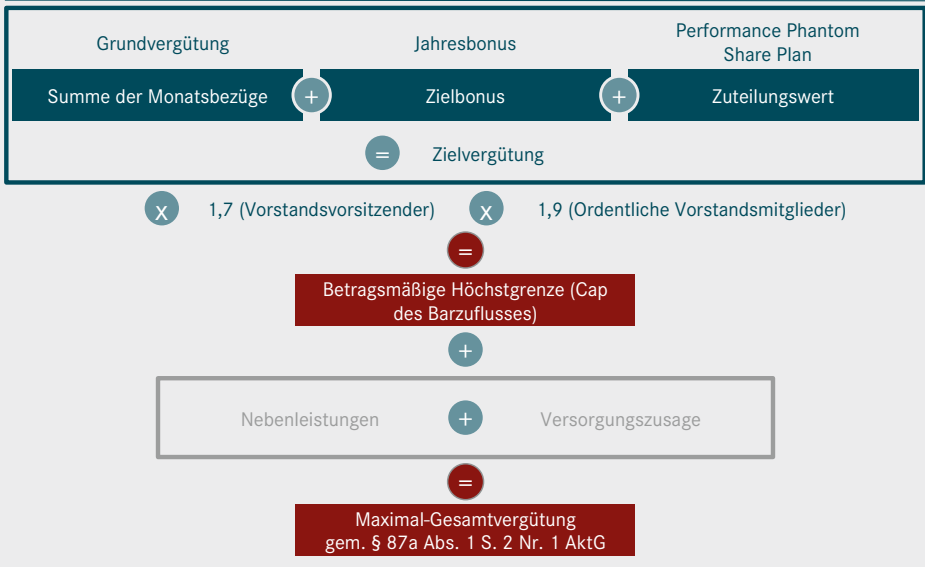 Grundvergütung
Jahresbonus
Performance Phantom
Share Plan
Summe der Monatsbezüge + Zielbonus + Zuteilungswert
= Zielvergütung
x 1,7 (Vorstandsvorsitzender) x 1,9 (Ordentliche Vorstandsmitglieder)
=
Betragsmäßige Höchstgrenze (Cap
des Barzuflusses)
+
Nebenleistungen + Versorgungszusage
=
Maximal-Gesamtvergütung
gem. § 87a Abs. 1 S. 2 Nr. 1 AktG